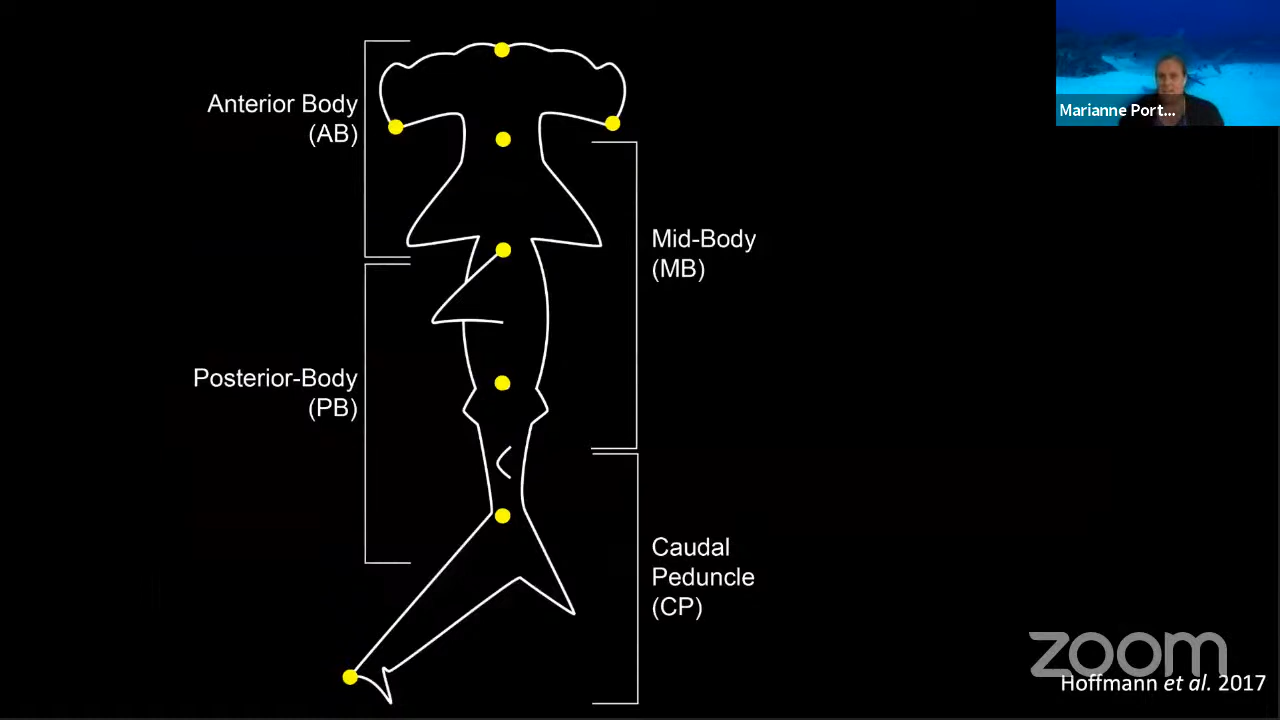 Marianne Port...
Anterior Body
(AB)
Mid-Body
(MB)
Posterior-Body
(PB)
Caudal
Peduncle
(CP)
zoom
Hoffmann et al. 2017